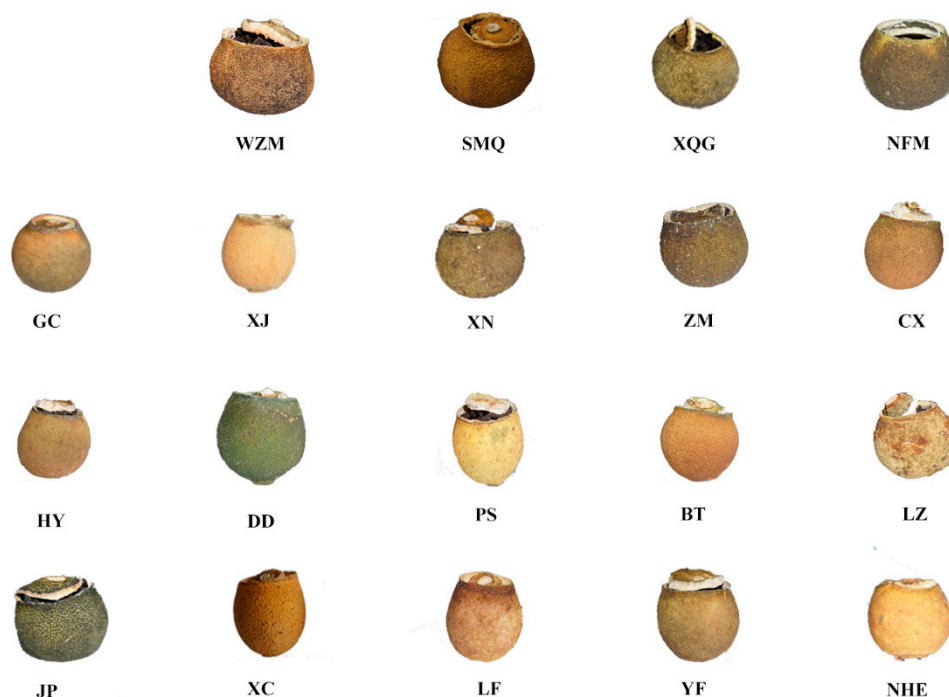 WZM SMQ XQG NFM
GC XJ XN ZM CX
HY DD PS BT LZ
JP XC LF YF NHE